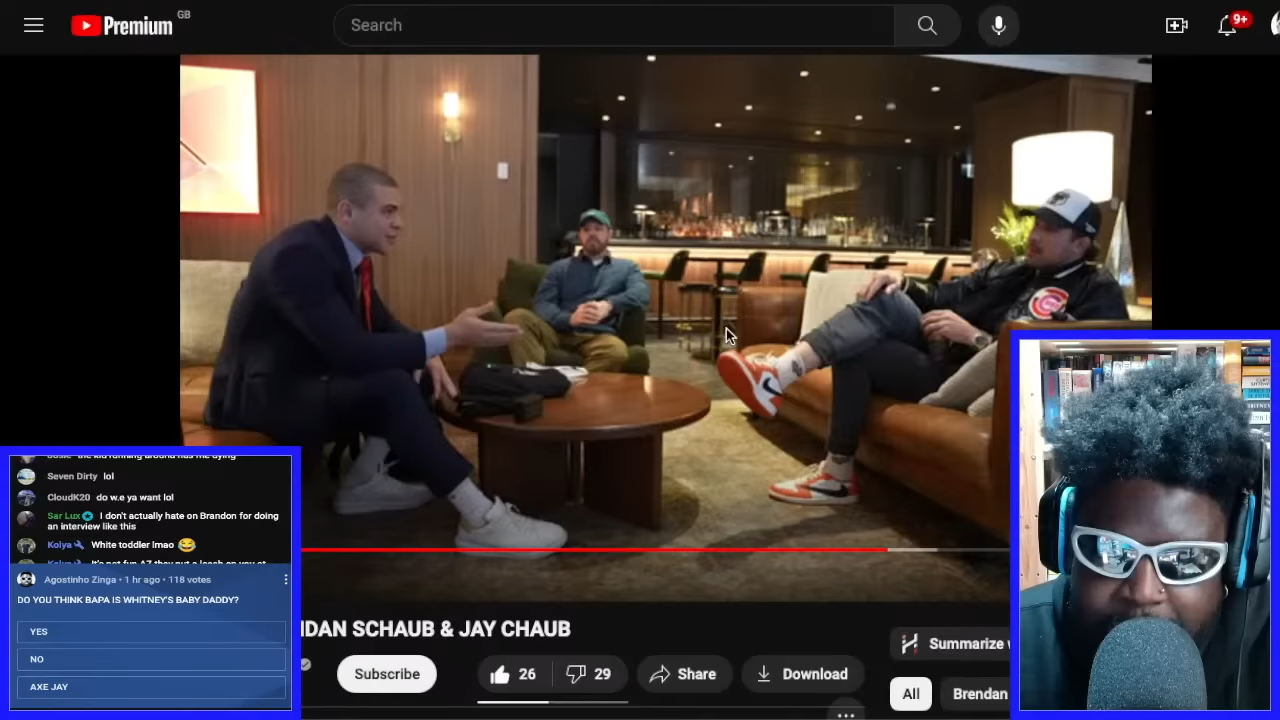 Premium GB
Search
9+
Seven Dirty lol
CloudK20 do w.e ya want lol
Sar Lux I don't actually hate on Brandon for doing
an interview like this
Kolya White toddler lmao 😂
Agostinho Zinga • 1 hr ago • 118 votes
DO YOU THINK BAPA IS WHITNEY'S BABY DADDY?
YES
NO
AXE JAY
IDAN SCHAUB & JAY CHAUB
Subscribe
26
29
Share
Download
Summarize
All
Brendan